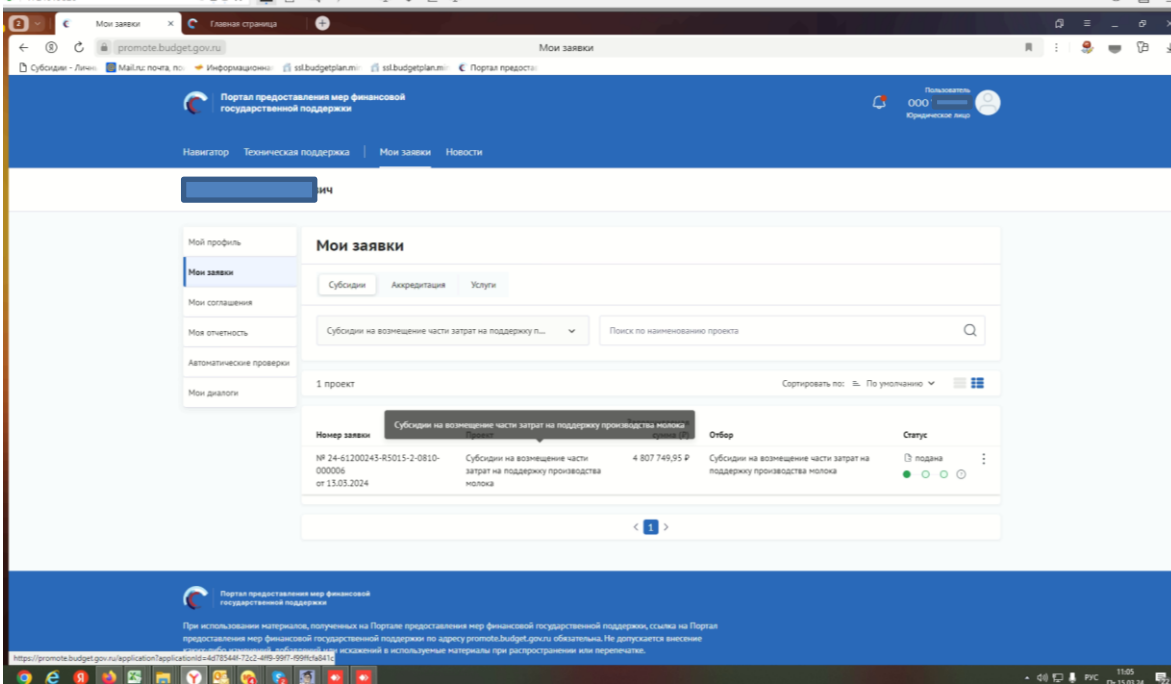 2
Мои заявки
Главная страница
promote.budget.gov.ru
Мои заявки
Субсидии - Личн
Mail.ru: почта, по
Информационна
ssl.budgetplan.mi
ssl.budgetplan.mi
Портал предоста
Портал предоставления мер финансовой
государственной поддержки
Пользователь
ООО
Юридическое лицо
Навигатор Техническая поддержка Мои заявки Новости
вич
Мой профиль
Мои заявки
Мои соглашения
Моя отчетность
Автоматические проверки
Мои диалоги
Мои заявки
Субсидии Аккредитация Услуги
Субсидии на возмещение части затрат на поддержку п...
Поиск по наименованию проекта
1 проект
Сортировать по: По умолчанию
Субсидии на возмещение части затрат на поддержку производства молока
Номер заявки Проект сумма (₽) Отбор Статус
№ 24-61200243-R5015-2-0810-
000006
от 13.03.2024
Субсидии на возмещение части
затрат на поддержку производства
молока
4 807 749,95 ₽
Субсидии на возмещение части затрат на
поддержку производства молока
подана
1
Портал предоставления мер финансовой
государственной поддержки
При использовании материалов, полученных на Портале предоставления мер финансовой государственной поддержки, ссылка на Портал
предоставления мер финансовой государственной поддержки по адресу promote.budget.gov.ru обязательна. Не допускается внесение
каких-либо изменений, добавлений или искажений в используемые материалы при распространении или перепечатке.
РУС
11:05